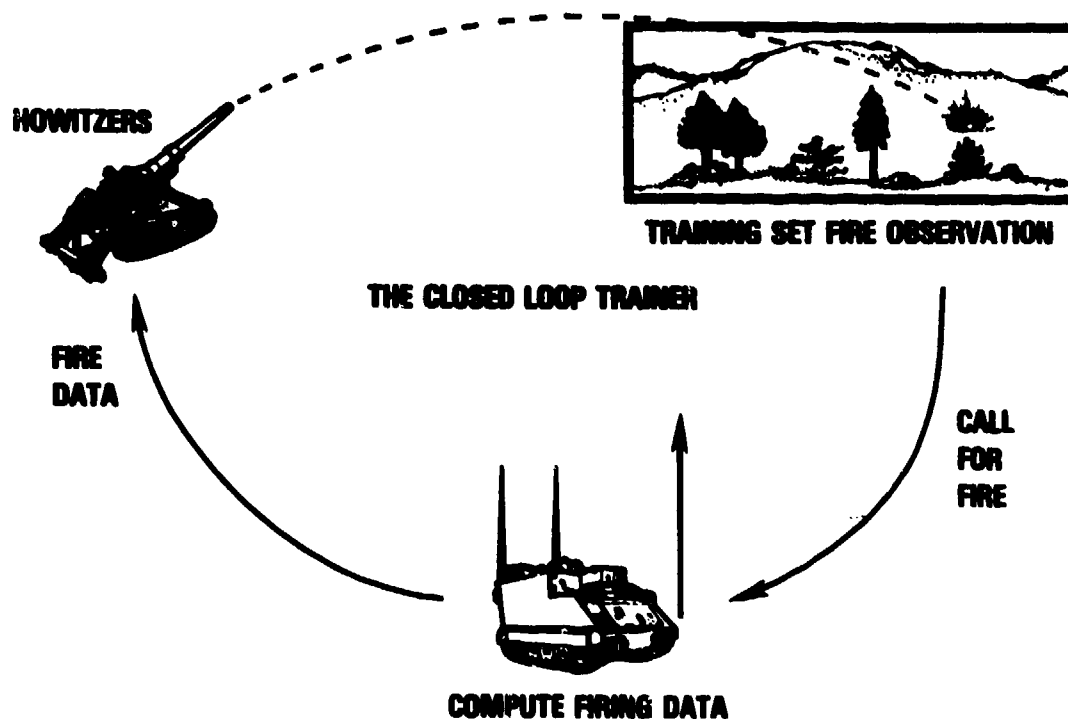 HOWITZERS
TRAINING SET FIRE OBSERVATION
THE CLOSED LOOP TRAINER
FIRE
DATA
CALL
FOR
FIRE
COMPUTE FIRING DATA